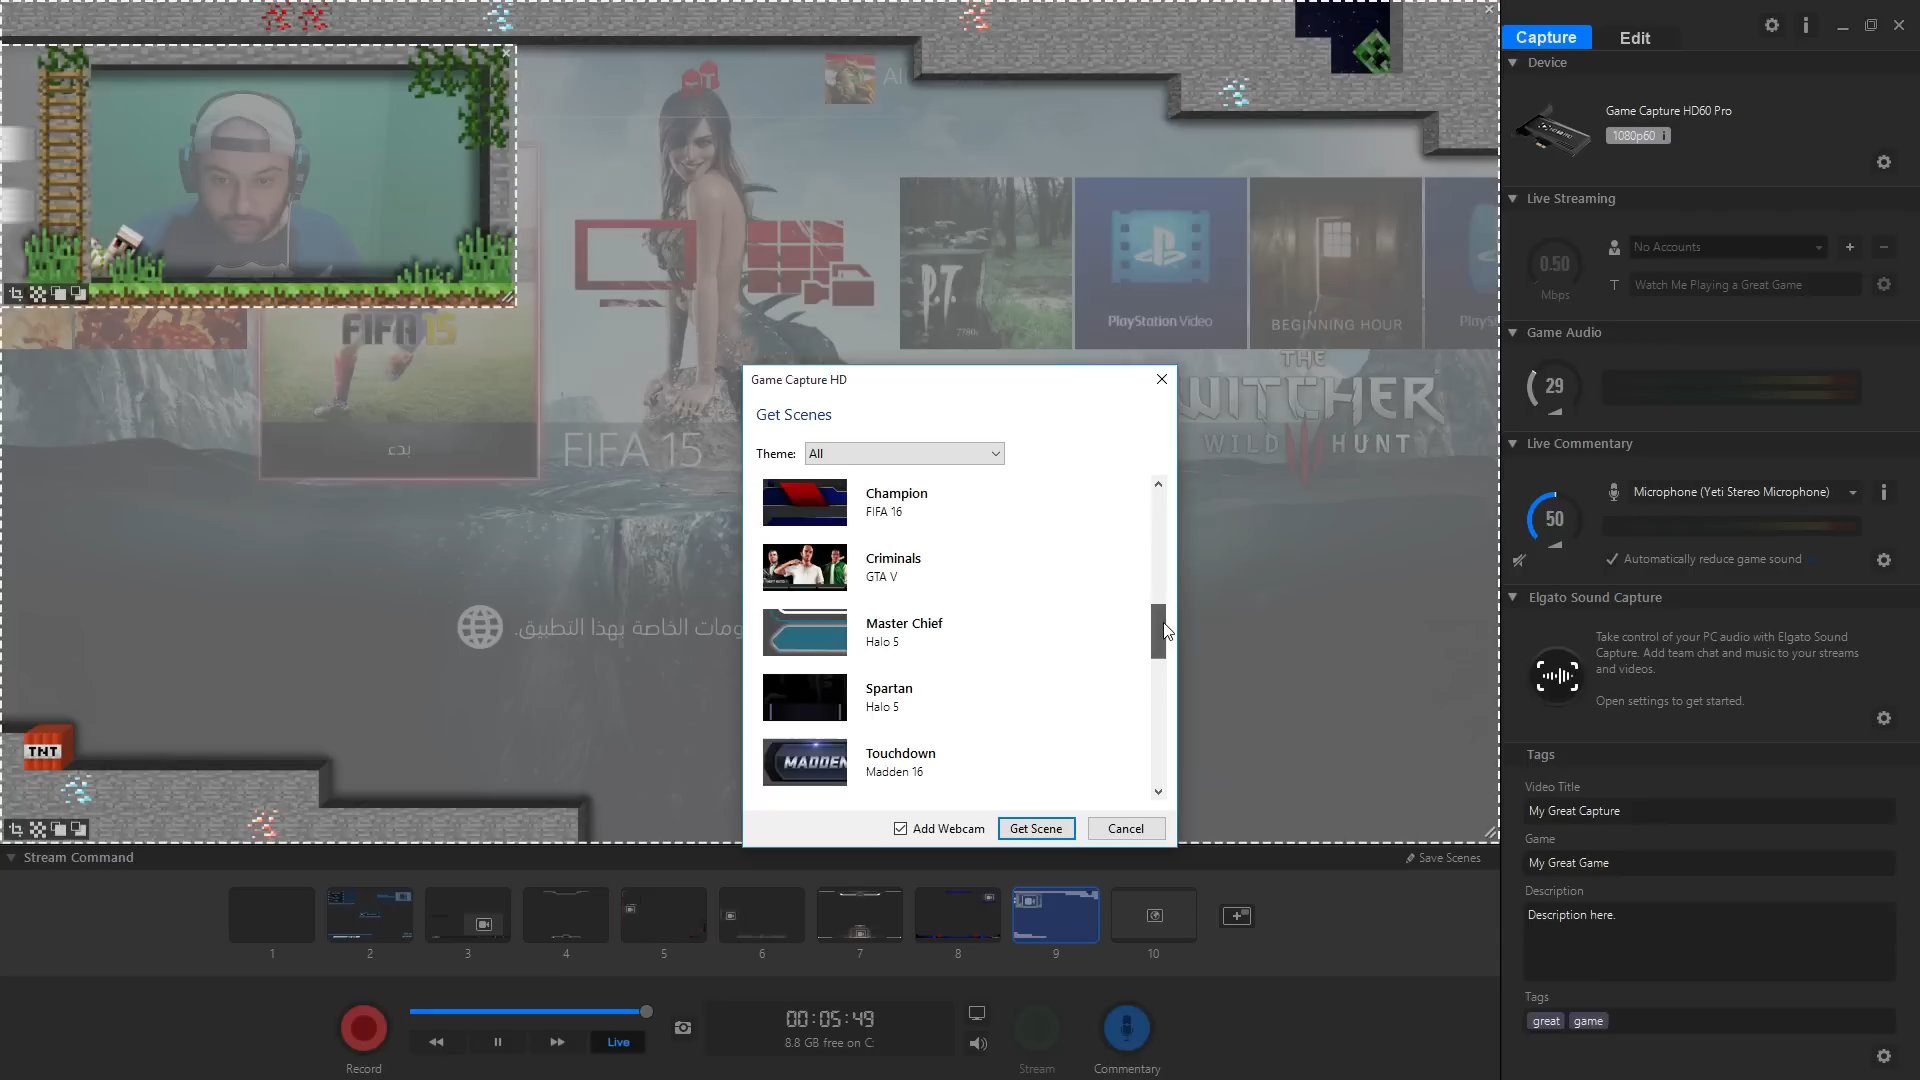 Capture
Edit
Device
Game Capture HD60 Pro
1080p60 i
Live Streaming
0.50
Mbps
No Accounts
T Watch Me Playing a Great Game
Game Audio
29
Live Commentary
50
Microphone (Yeti Stereo Microphone)
Automatically reduce game sound
Elgato Sound Capture
Take control of your PC audio with Elgato Sound
Capture. Add team chat and music to your streams
and videos.
Open settings to get started.
Tags
Video Title
My Great Capture
Game
My Great Game
Description
Description here.
Tags
great game
P.T.
7780s
PlayStation Video
BEGINNING HOUR
FIFA 15
بدء
FIFA 15
THE
WITCHER
WILD HUNT
ومات الخاصة بهذا التطبيق.
TNT
Game Capture HD
Get Scenes
Theme: All
Champion
FIFA 16
Criminals
GTA V
Master Chief
Halo 5
Spartan
Halo 5
MADDEN
Touchdown
Madden 16
Add Webcam
Get Scene
Cancel
Stream Command
Save Scenes
1 2 3 4 5 6 7 8 9 10
Live
00:05:49
8.8 GB free on C:
Record
Stream
Commentary